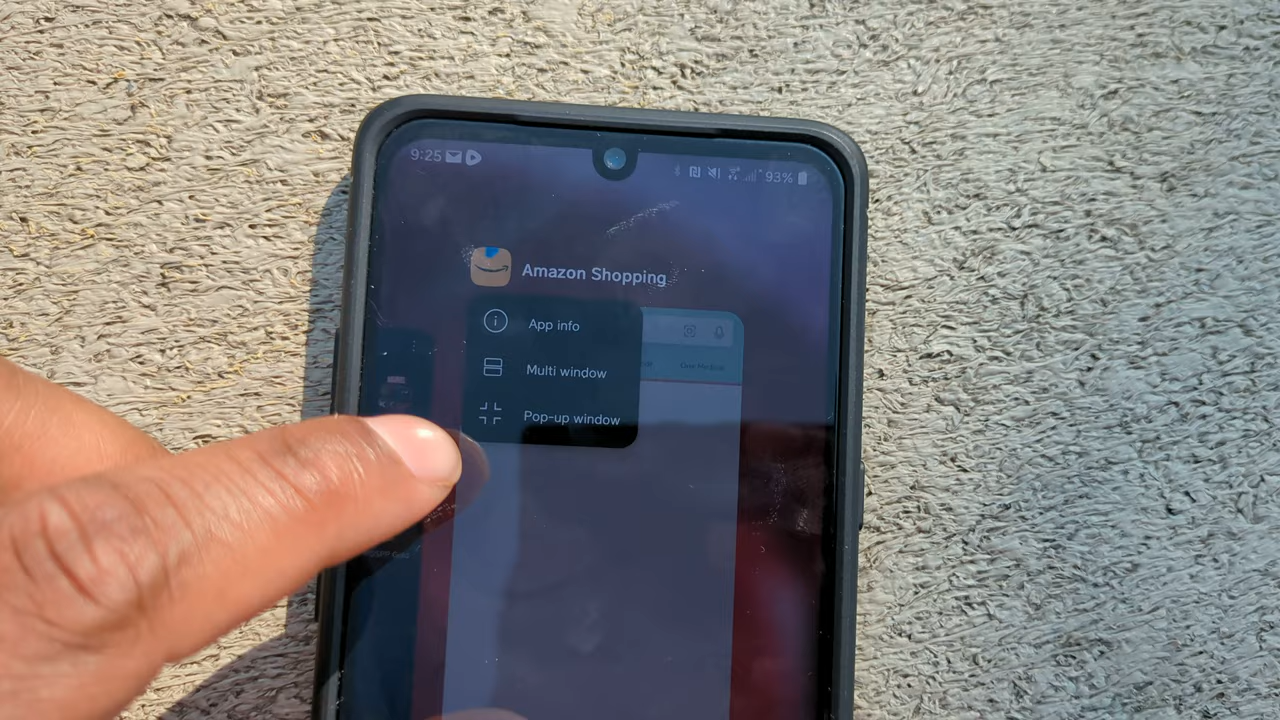 9:25
93%
Amazon Shopping
App info
Multi window
Pop-up window